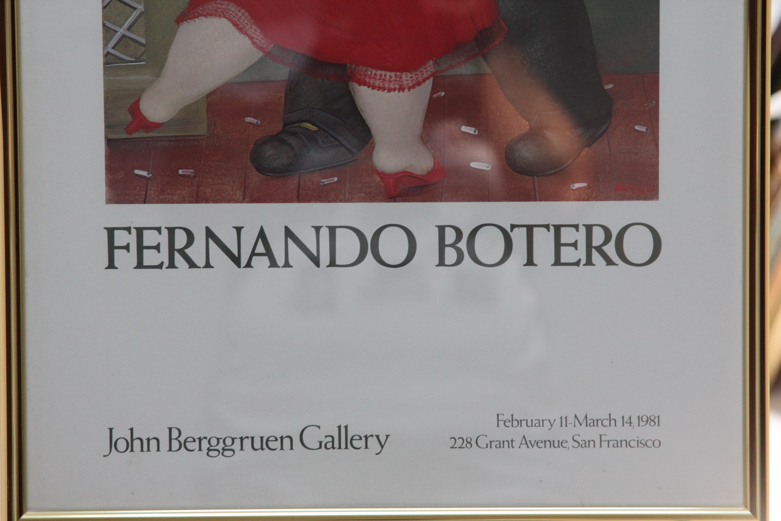 FERNANDO BOTERO
John Berggruen Gallery
February 11-March 14, 1981
228 Grant Avenue, San Francisco